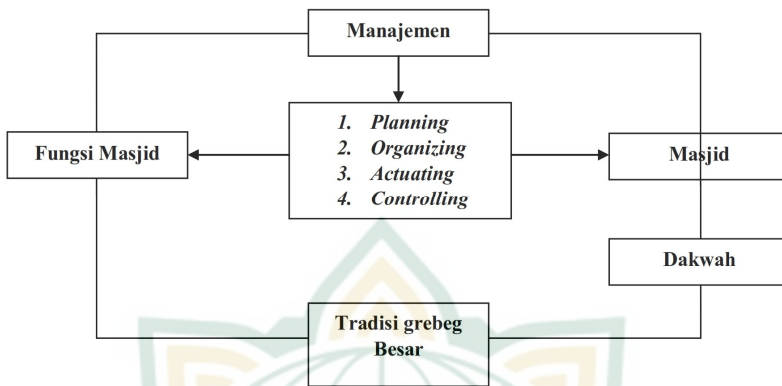 Manajemen
1. Planning
2. Organizing
3. Actuating
4. Controlling
Fungsi Masjid
Masjid
Dakwah
Tradisi grebeg
Besar